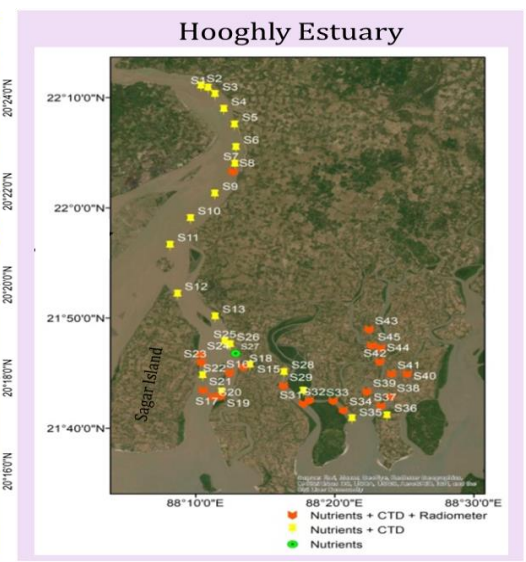 Hooghly Estuary
20°24'0"N
20°22'0"N
20°20'0"N
20°18'0"N
20°16'0"N
22°10'0"N
22°0'0"N
21°50'0"N
21°40'0"N
S1 S2
S3
S4
S5
S6
S7
S8
S9
S10
S11
S12
S13
S25 S26
S24 S27
S23
S16 S18
S22 S15
S21
S20
S17 S19
S28
S29
S31 S32 S33
S34
S35 S36
S37
S39 S38
S41
S40
S42
S45 S44
S43
Sagar Island
88°10'0"E
88°20'0"E
88°30'0"E
Nutrients + CTD + Radiometer
Nutrients + CTD
Nutrients